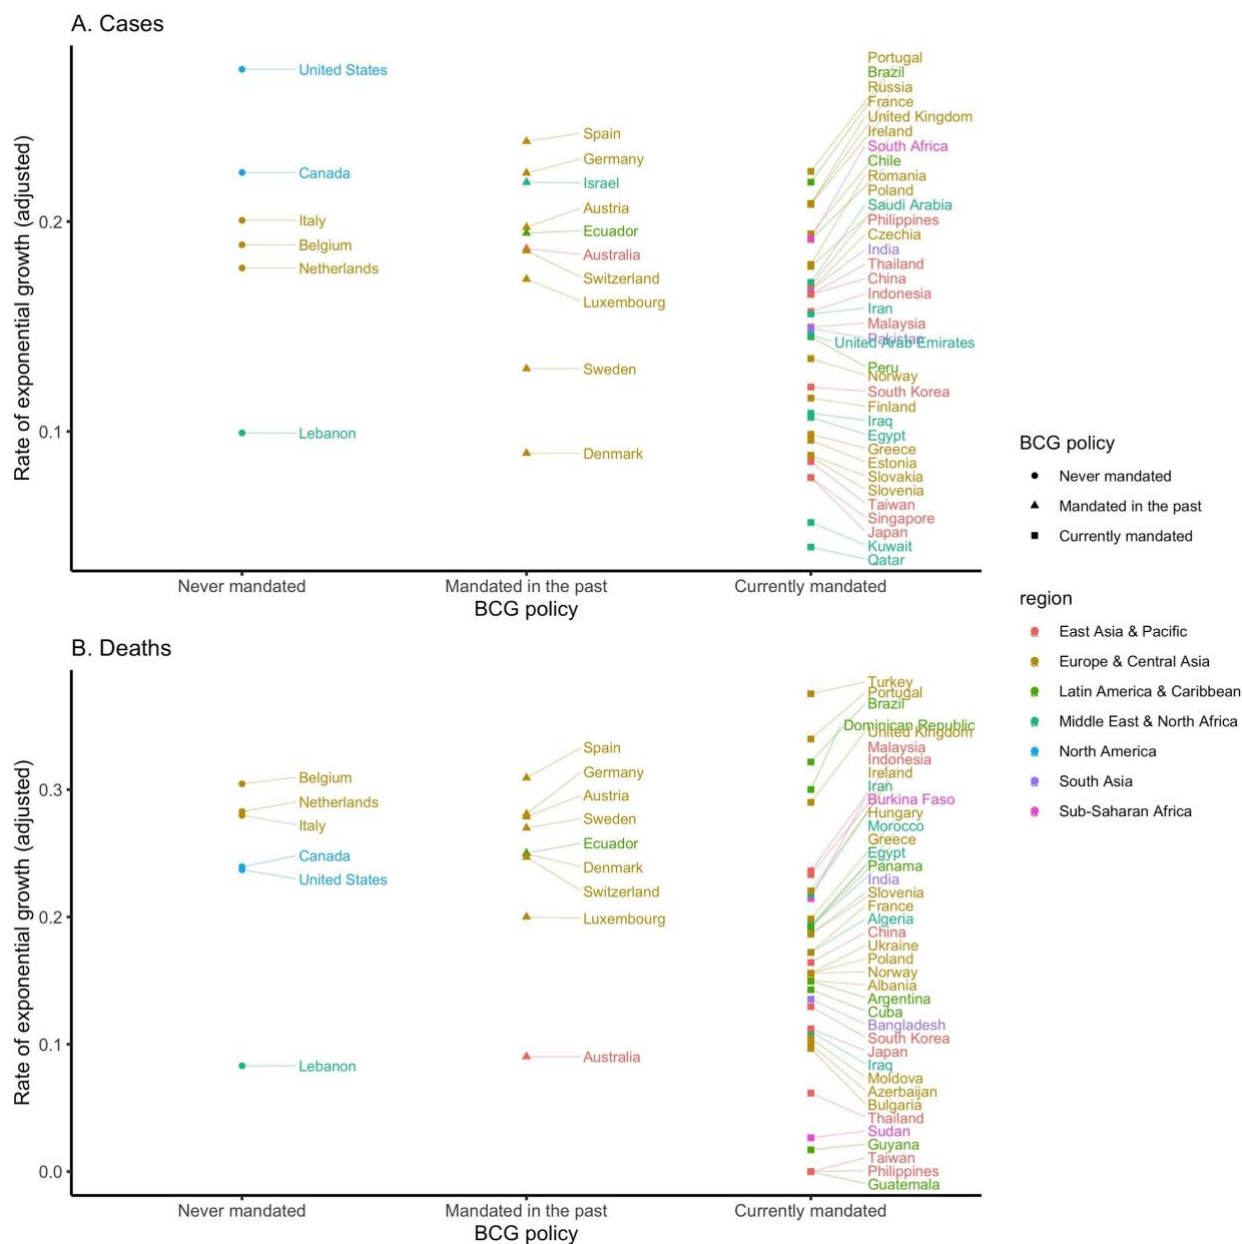 A. Cases
Rate of exponential growth (adjusted)
0.2
0.1
United States
Canada
Italy
Belgium
Netherlands
Lebanon
Spain
Germany
Israel
Austria
Ecuador
Australia
Switzerland
Luxembourg
Sweden
Denmark
Portugal
Brazil
Russia
France
United Kingdom
Ireland
South Africa
Chile
Romania
Poland
Saudi Arabia
Philippines
Czechia
India
Thailand
China
Indonesia
Iran
Malaysia
Pakistan
United Arab Emirates
Peru
Norway
South Korea
Finland
Iraq
Egypt
Greece
Estonia
Slovakia
Slovenia
Taiwan
Singapore
Japan
Kuwait
Qatar
Never mandated
Mandated in the past
Currently mandated
BCG policy
B. Deaths
Rate of exponential growth (adjusted)
0.3
0.2
0.1
0.0
Belgium
Netherlands
Italy
Canada
United States
Lebanon
Spain
Germany
Austria
Sweden
Ecuador
Denmark
Switzerland
Luxembourg
Australia
Turkey
Portugal
Brazil
Dominican Republic
United Kingdom
Malaysia
Indonesia
Ireland
Iran
Burkina Faso
Hungary
Morocco
Greece
Egypt
Panama
India
Slovenia
France
Algeria
China
Ukraine
Poland
Norway
Albania
Argentina
Cuba
Bangladesh
South Korea
Japan
Iraq
Moldova
Azerbaijan
Bulgaria
Thailand
Sudan
Guyana
Taiwan
Philippines
Guatemala
Never mandated
Mandated in the past
Currently mandated
BCG policy
BCG policy
Never mandated
Mandated in the past
Currently mandated
region
East Asia & Pacific
Europe & Central Asia
Latin America & Caribbean
Middle East & North Africa
North America
South Asia
Sub-Saharan Africa